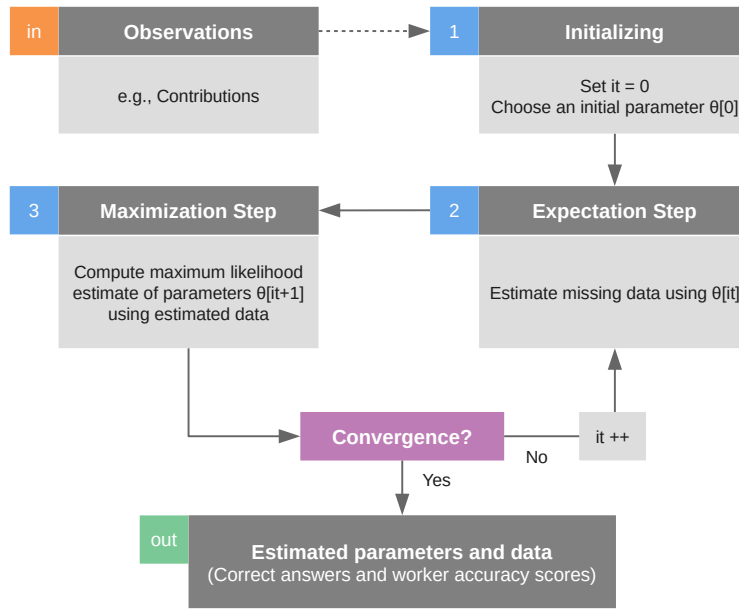 in
Observations
e.g., Contributions
1
Initializing
Set it = 0
Choose an initial parameter θ[0]
3
Maximization Step
Compute maximum likelihood
estimate of parameters θ[it+1]
using estimated data
2
Expectation Step
Estimate missing data using θ[it]
Convergence?
No
it ++
Yes
out
Estimated parameters and data
(Correct answers and worker accuracy scores)